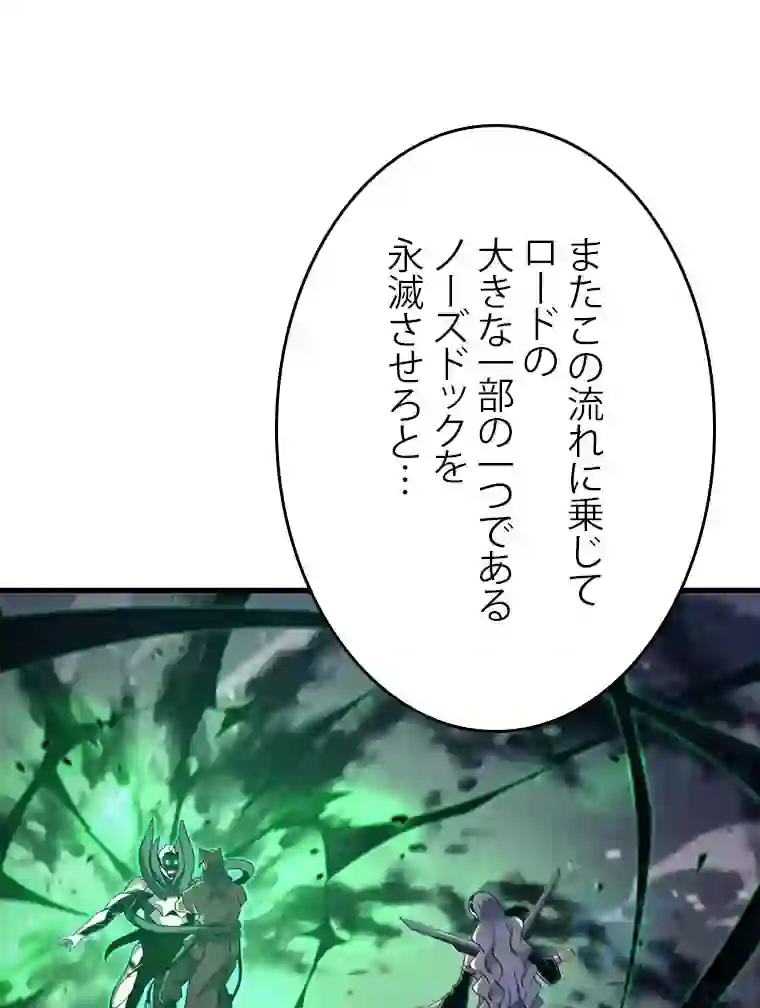 またこの流れに乗じて
ロードの
大きな一部の一つである
ノーズドックを
永滅させろと…